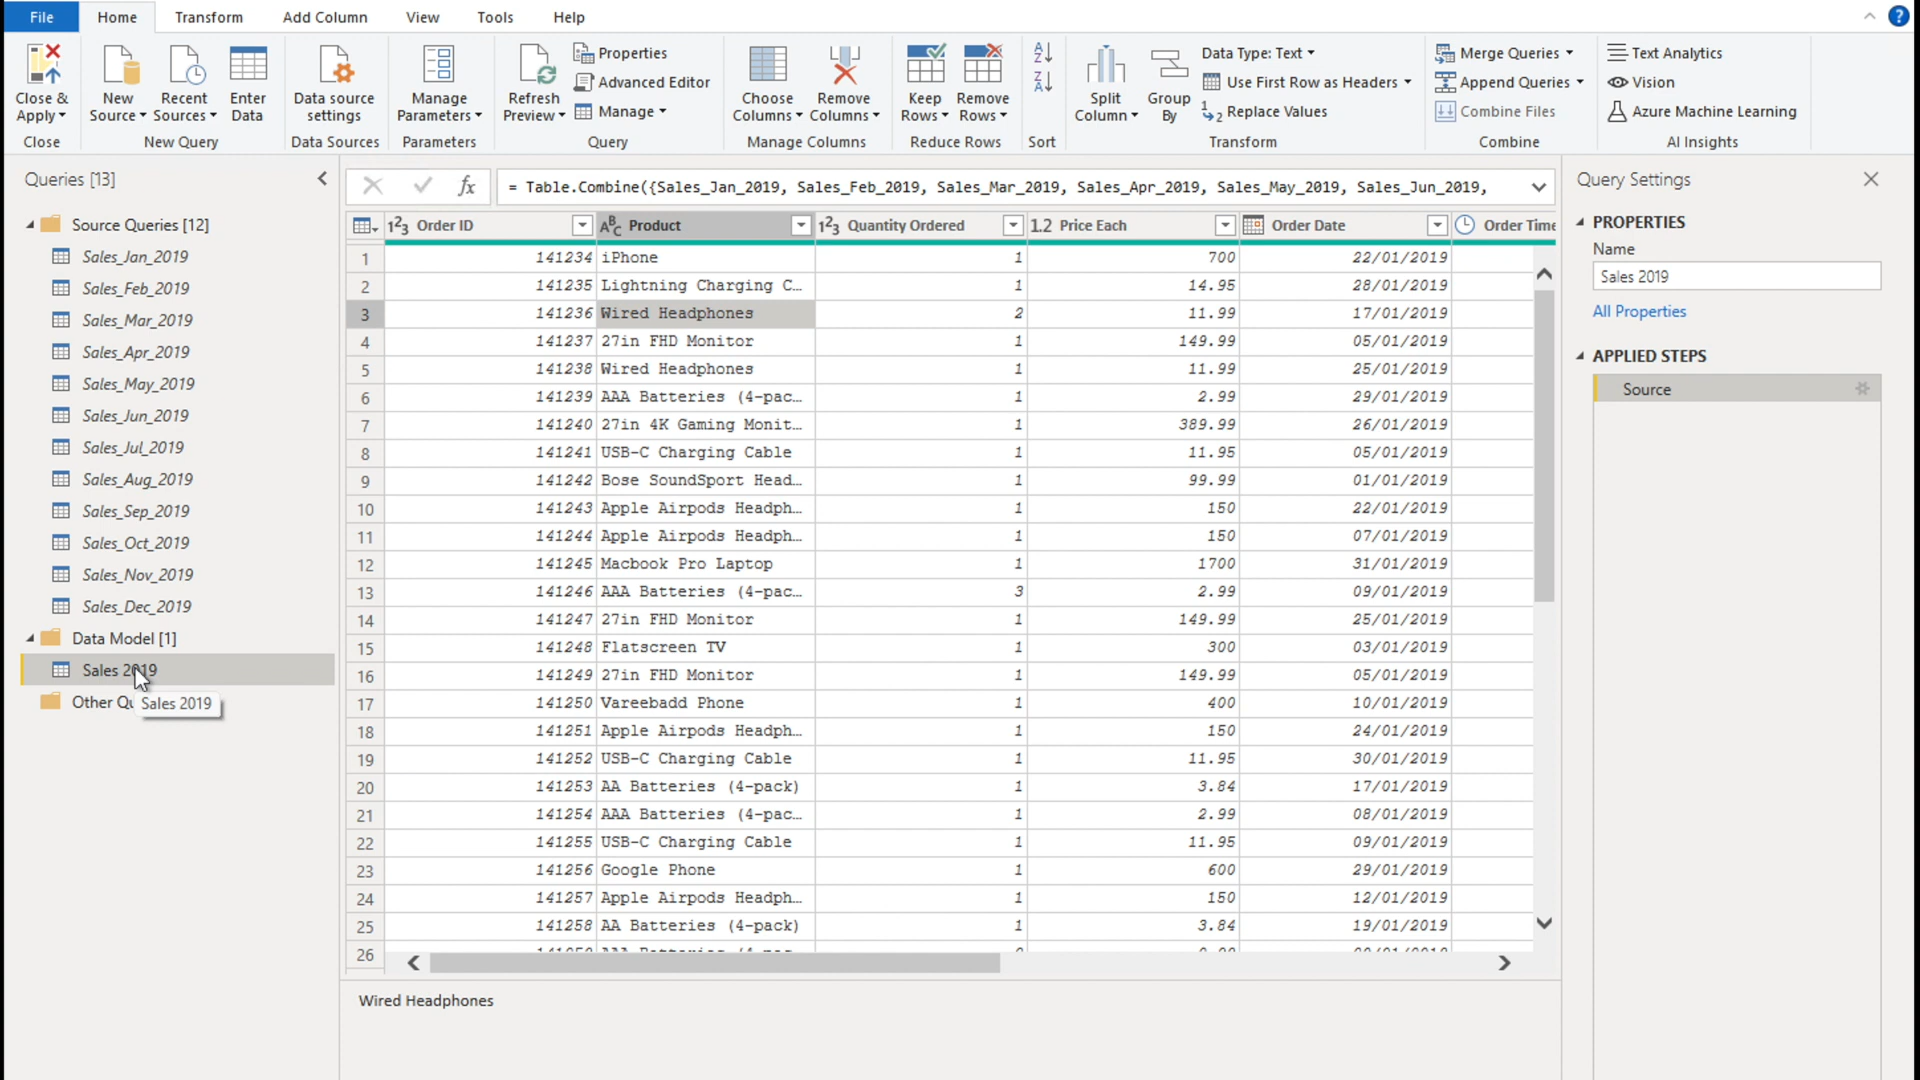 File Home Transform Add Column View Tools Help
Close & Apply
New Source
Recent Sources
Enter Data
Data source settings
Manage Parameters
Refresh Preview
Properties
Advanced Editor
Manage
Choose Columns
Remove Columns
Keep Rows
Remove Rows
Split Column
Group By
Data Type: Text
Use First Row as Headers
Replace Values
Merge Queries
Append Queries
Combine Files
Text Analytics
Vision
Azure Machine Learning
Close New Query Data Sources Parameters Query Manage Columns Reduce Rows Sort Transform Combine AI Insights
Queries [13]
Source Queries [12]
Sales_Jan_2019
Sales_Feb_2019
Sales_Mar_2019
Sales_Apr_2019
Sales_May_2019
Sales_Jun_2019
Sales_Jul_2019
Sales_Aug_2019
Sales_Sep_2019
Sales_Oct_2019
Sales_Nov_2019
Sales_Dec_2019
Data Model [1]
Sales 2019
Other Qu
Sales 2019
fx = Table.Combine({Sales_Jan_2019, Sales_Feb_2019, Sales_Mar_2019, Sales_Apr_2019, Sales_May_2019, Sales_Jun_2019,
123 Order ID ABC Product 123 Quantity Ordered 1.2 Price Each Order Date Order Time
1 141234 iPhone 1 700 22/01/2019
2 141235 Lightning Charging C... 1 14.95 28/01/2019
3 141236 Wired Headphones 2 11.99 17/01/2019
4 141237 27in FHD Monitor 1 149.99 05/01/2019
5 141238 Wired Headphones 1 11.99 25/01/2019
6 141239 AAA Batteries (4-pac... 1 2.99 29/01/2019
7 141240 27in 4K Gaming Monit... 1 389.99 26/01/2019
8 141241 USB-C Charging Cable 1 11.95 05/01/2019
9 141242 Bose SoundSport Head... 1 99.99 01/01/2019
10 141243 Apple Airpods Headph... 1 150 22/01/2019
11 141244 Apple Airpods Headph... 1 150 07/01/2019
12 141245 Macbook Pro Laptop 1 1700 31/01/2019
13 141246 AAA Batteries (4-pac... 3 2.99 09/01/2019
14 141247 27in FHD Monitor 1 149.99 25/01/2019
15 141248 Flatscreen TV 1 300 03/01/2019
16 141249 27in FHD Monitor 1 149.99 05/01/2019
17 141250 Vareebadd Phone 1 400 10/01/2019
18 141251 Apple Airpods Headph... 1 150 24/01/2019
19 141252 USB-C Charging Cable 1 11.95 30/01/2019
20 141253 AA Batteries (4-pack) 1 3.84 17/01/2019
21 141254 AAA Batteries (4-pac... 1 2.99 08/01/2019
22 141255 USB-C Charging Cable 1 11.95 09/01/2019
23 141256 Google Phone 1 600 29/01/2019
24 141257 Apple Airpods Headph... 1 150 12/01/2019
25 141258 AA Batteries (4-pack) 1 3.84 19/01/2019
26
Wired Headphones
Query Settings
PROPERTIES
Name
Sales 2019
All Properties
APPLIED STEPS
Source